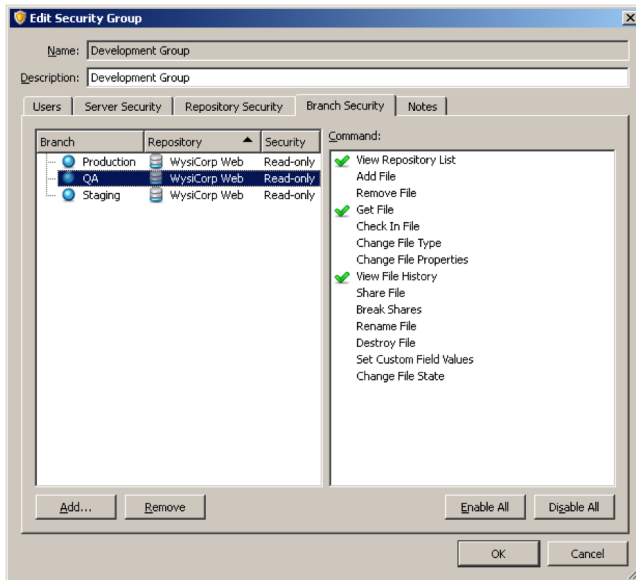 Edit Security Group
Name: Development Group
Description: Development Group
Users Server Security Repository Security Branch Security Notes
Branch Repository Security
Production WysiCorp Web Read-only
QA WysiCorp Web Read-only
Staging WysiCorp Web Read-only
Command:
View Repository List
Add File
Remove File
Get File
Check In File
Change File Type
Change File Properties
View File History
Share File
Break Shares
Rename File
Destroy File
Set Custom Field Values
Change File State
Add... Remove Enable All Disable All
OK Cancel